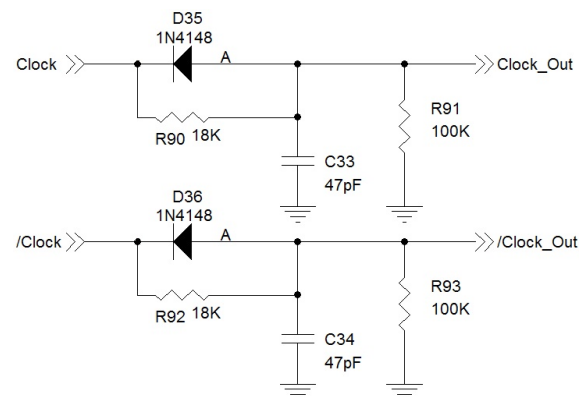 D35
1N4148
Clock
A
Clock_Out
R90 18K
R91
100K
C33
47pF
D36
1N4148
/Clock
A
/Clock_Out
R92 18K
R93
100K
C34
47pF